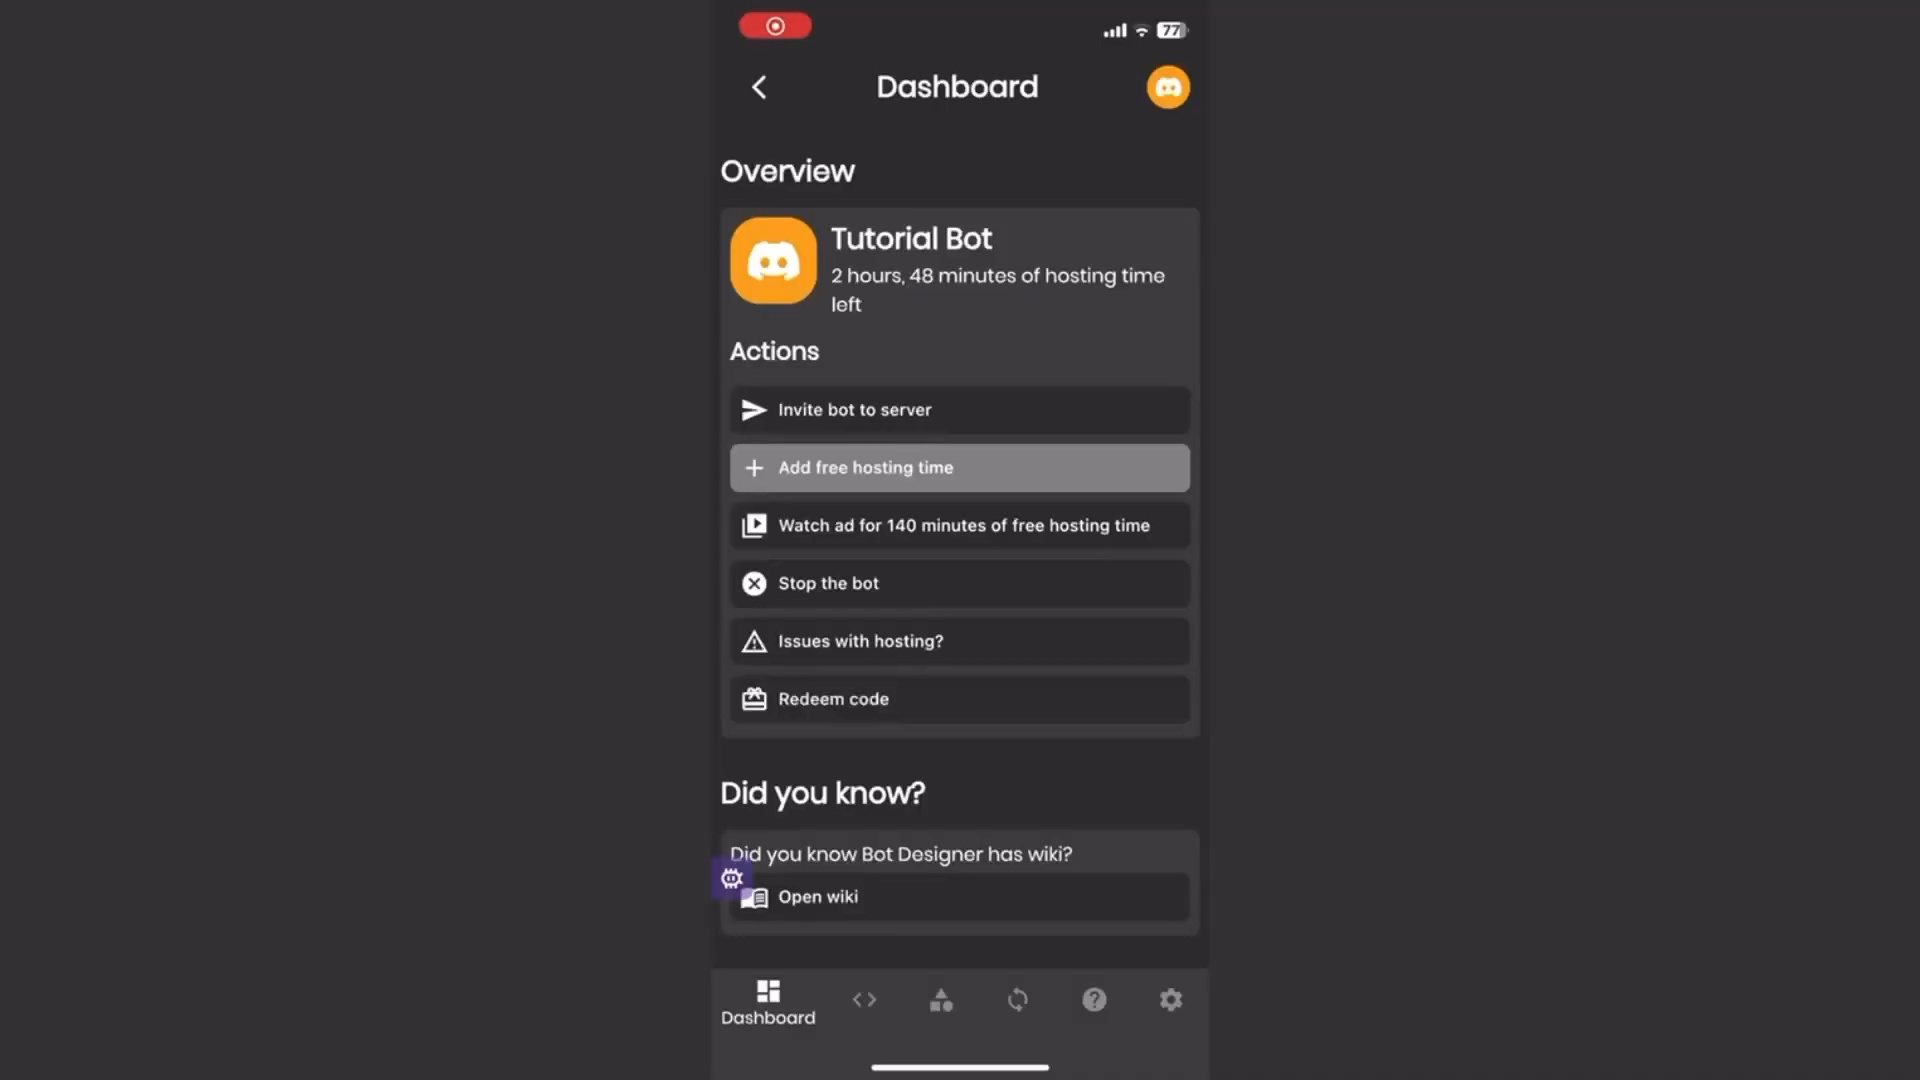 77
Dashboard
Overview
Tutorial Bot
2 hours, 48 minutes of hosting time
left
Actions
Invite bot to server
Add free hosting time
Watch ad for 140 minutes of free hosting time
Stop the bot
Issues with hosting?
Redeem code
Did you know?
Did you know Bot Designer has wiki?
Open wiki
Dashboard